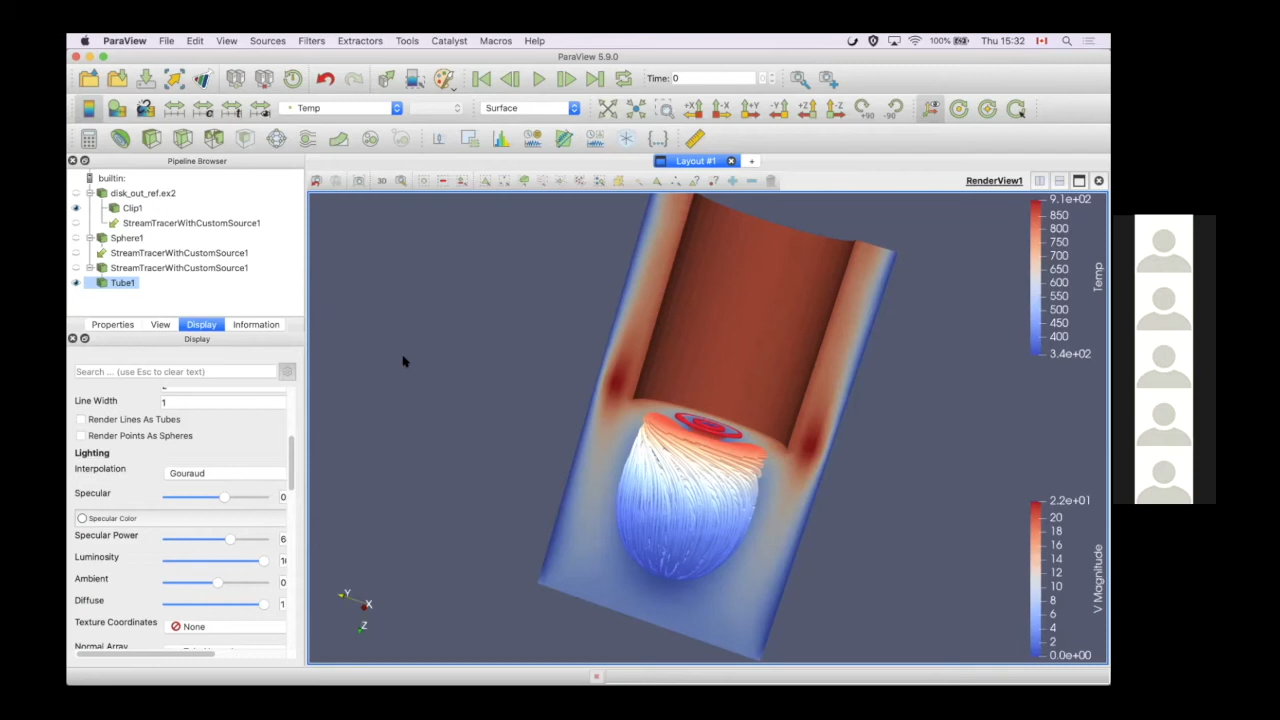 ParaView File Edit View Sources Filters Extractors Tools Catalyst Macros Help 100% Thu 15:32
ParaView 5.9.0
Time: 0
Temp Surface +X -X +Y -Y +Z -Z +90 -90
3D
Pipeline Browser
Layout #1 +
RenderView1
builtin:
disk_out_ref.ex2
Clip1
StreamTracerWithCustomSource1
Sphere1
StreamTracerWithCustomSource1
StreamTracerWithCustomSource1
Tube1
Properties View Display Information
Display
Search ... (use Esc to clear text)
Line Width 1
Render Lines As Tubes
Render Points As Spheres
Lighting
Interpolation Gouraud
Specular 0
Specular Color
Specular Power 6
Luminosity
Ambient 0
Diffuse 1
Texture Coordinates None
Normal Array
9.1e+02
850
800
750
700
650
600
550
500
450
400
3.4e+02
Temp
2.2e+01
20
18
16
14
12
10
8
6
4
2
0.0e+00
V Magnitude
Y
X
Z